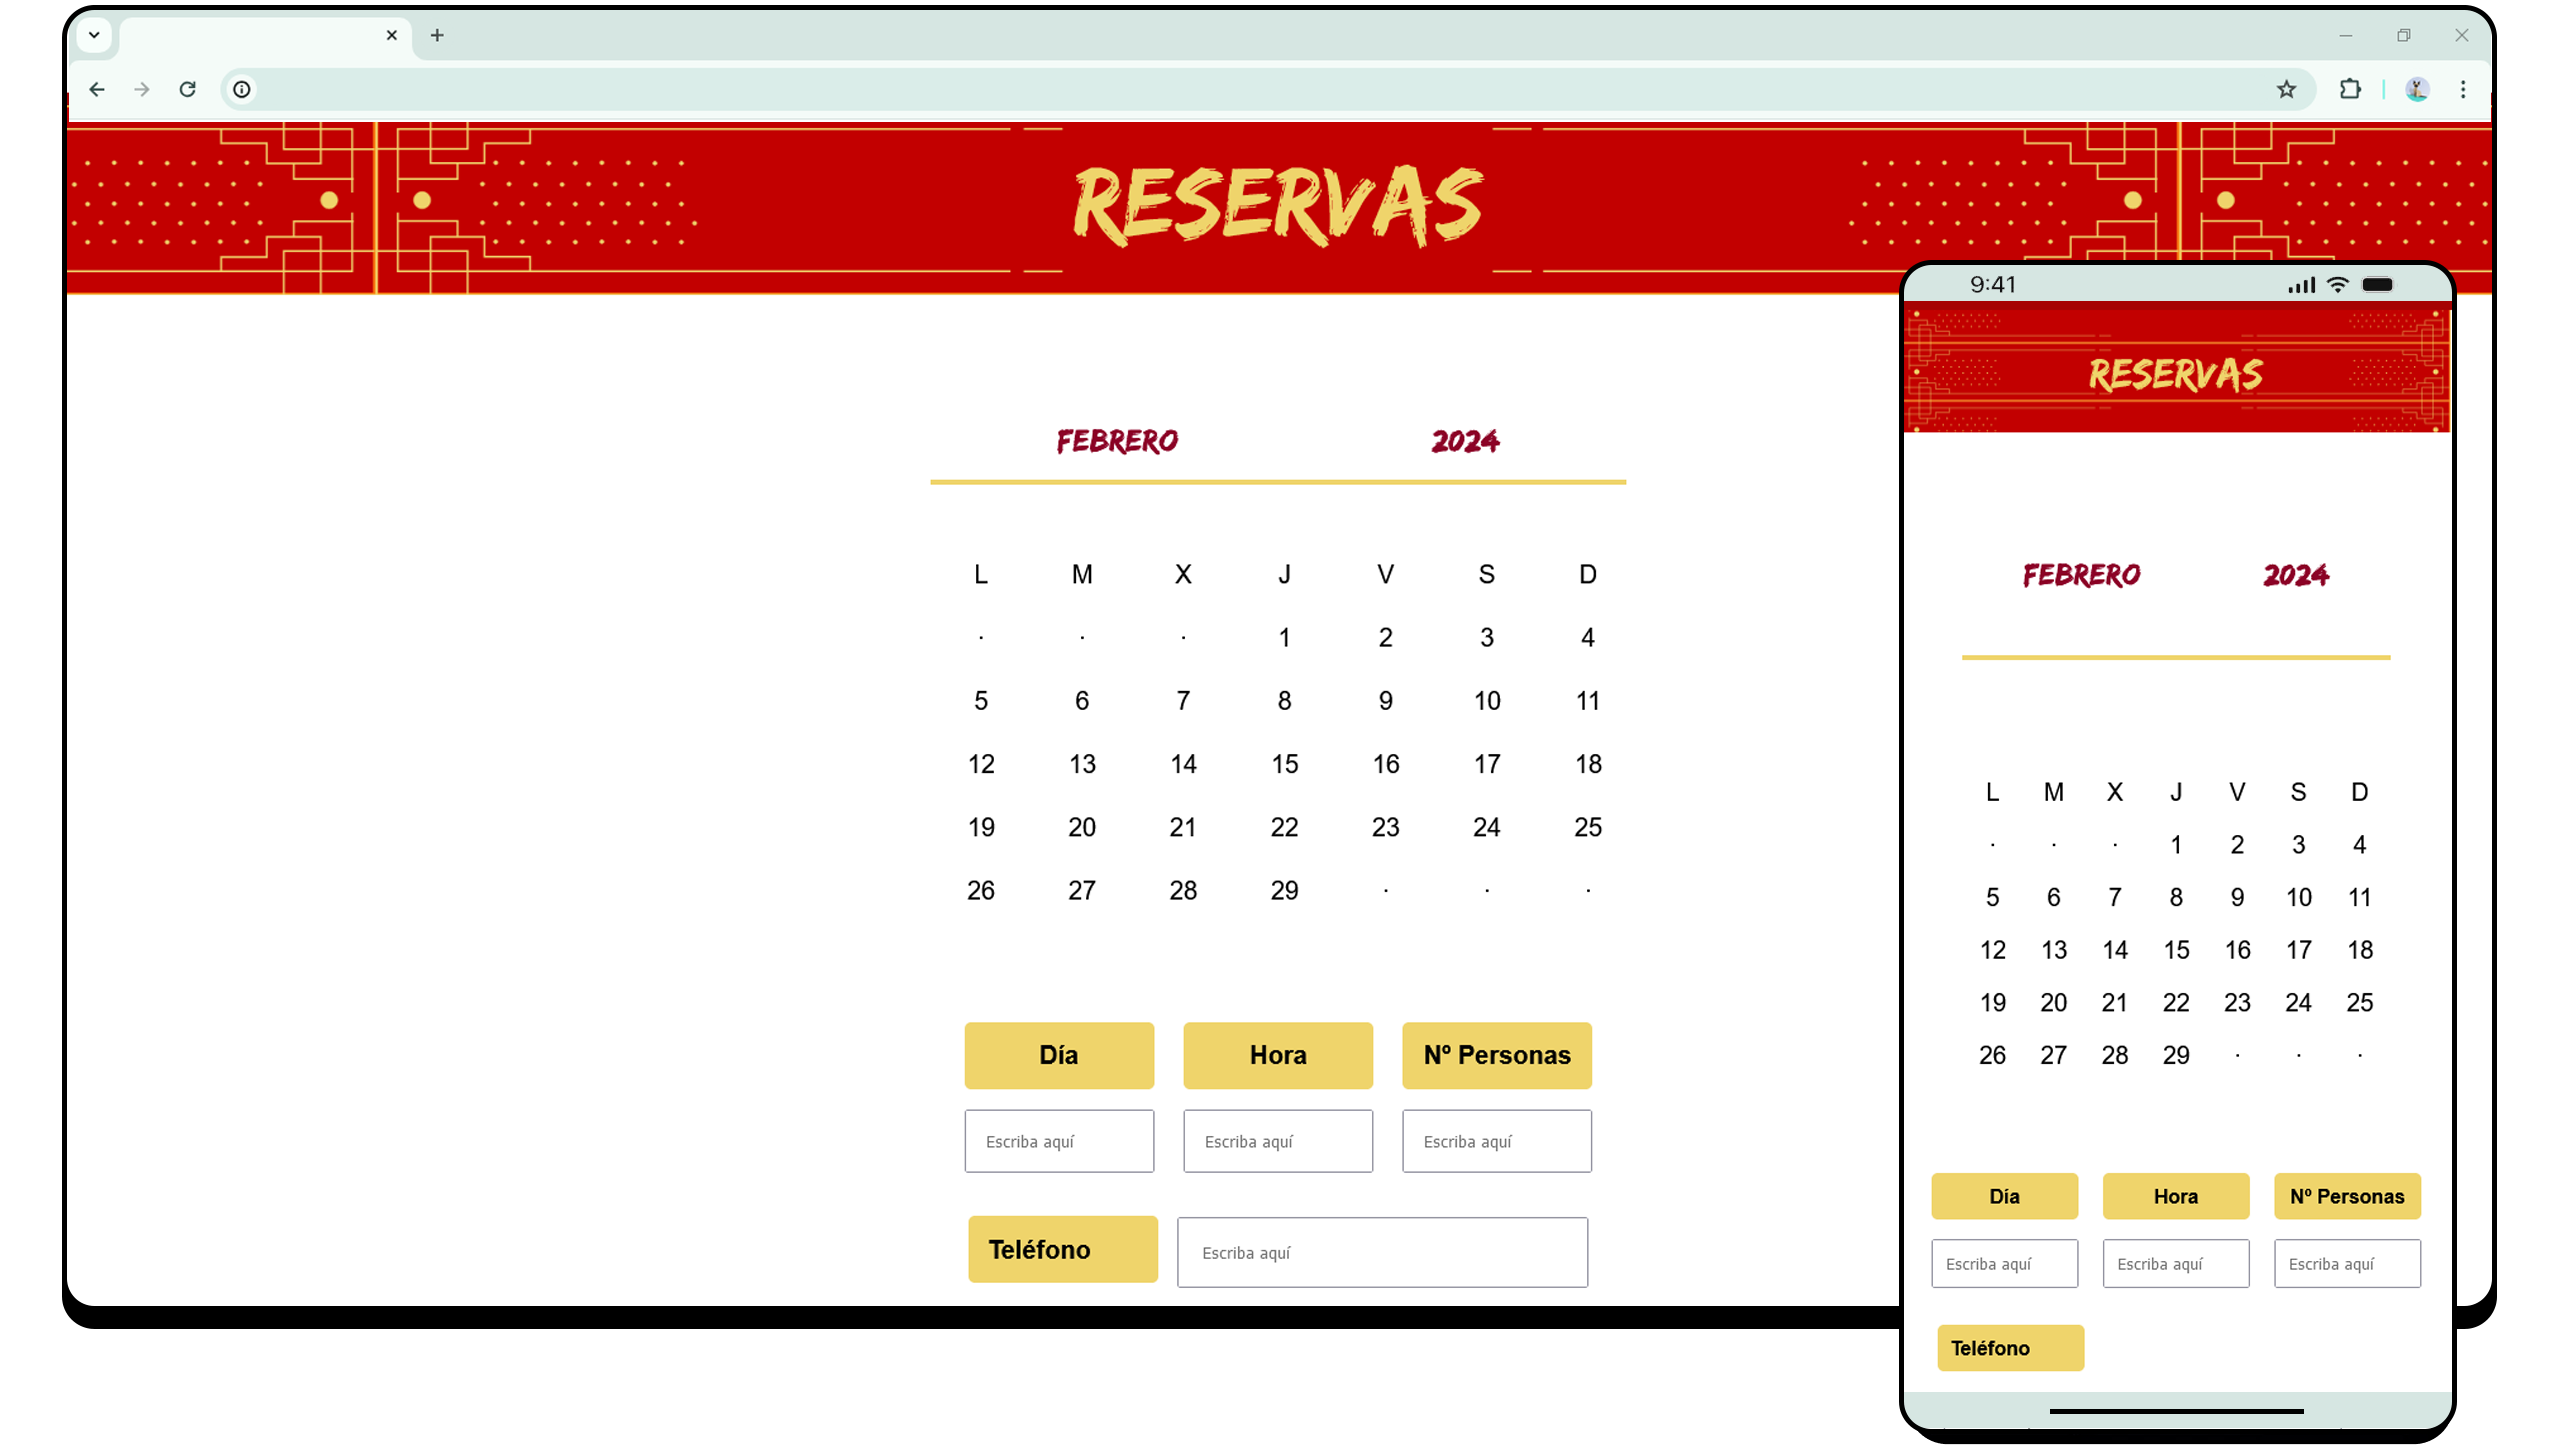 RESERVAS
FEBRERO 2024
L M X J V S D
· · · 1 2 3 4
5 6 7 8 9 10 11
12 13 14 15 16 17 18
19 20 21 22 23 24 25
26 27 28 29 · · ·
Día Hora Nº Personas
Escriba aquí Escriba aquí Escriba aquí
Teléfono Escriba aquí
9:41
RESERVAS
FEBRERO 2024
L M X J V S D
· · · 1 2 3 4
5 6 7 8 9 10 11
12 13 14 15 16 17 18
19 20 21 22 23 24 25
26 27 28 29 · · ·
Día Hora Nº Personas
Escriba aquí Escriba aquí Escriba aquí
Teléfono